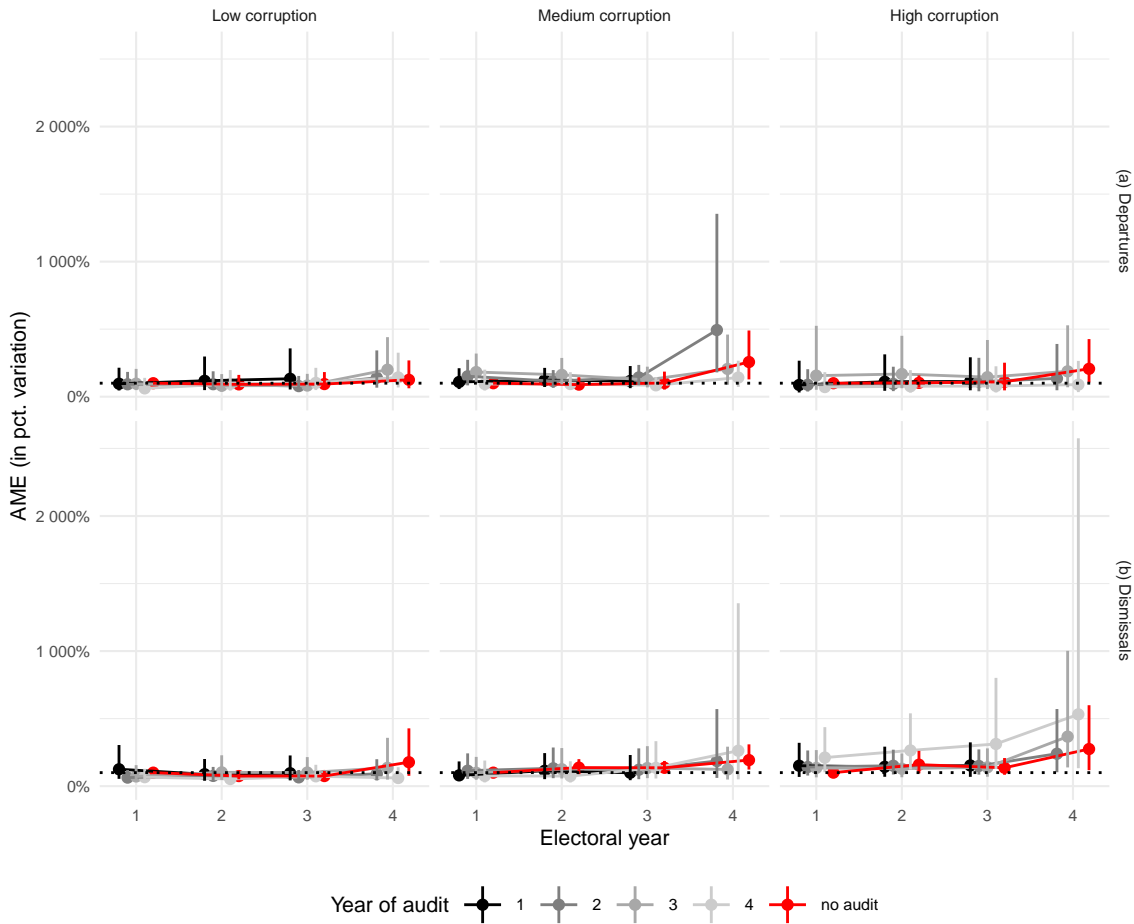 Low corruption
Medium corruption
High corruption
2 000%
1 000%
0%
(a) Departures
AME (in pct. variation)
2 000%
1 000%
0%
(b) Dismissals
1 2 3 4
1 2 3 4
1 2 3 4
Electoral year
Year of audit 1 2 3 4 no audit